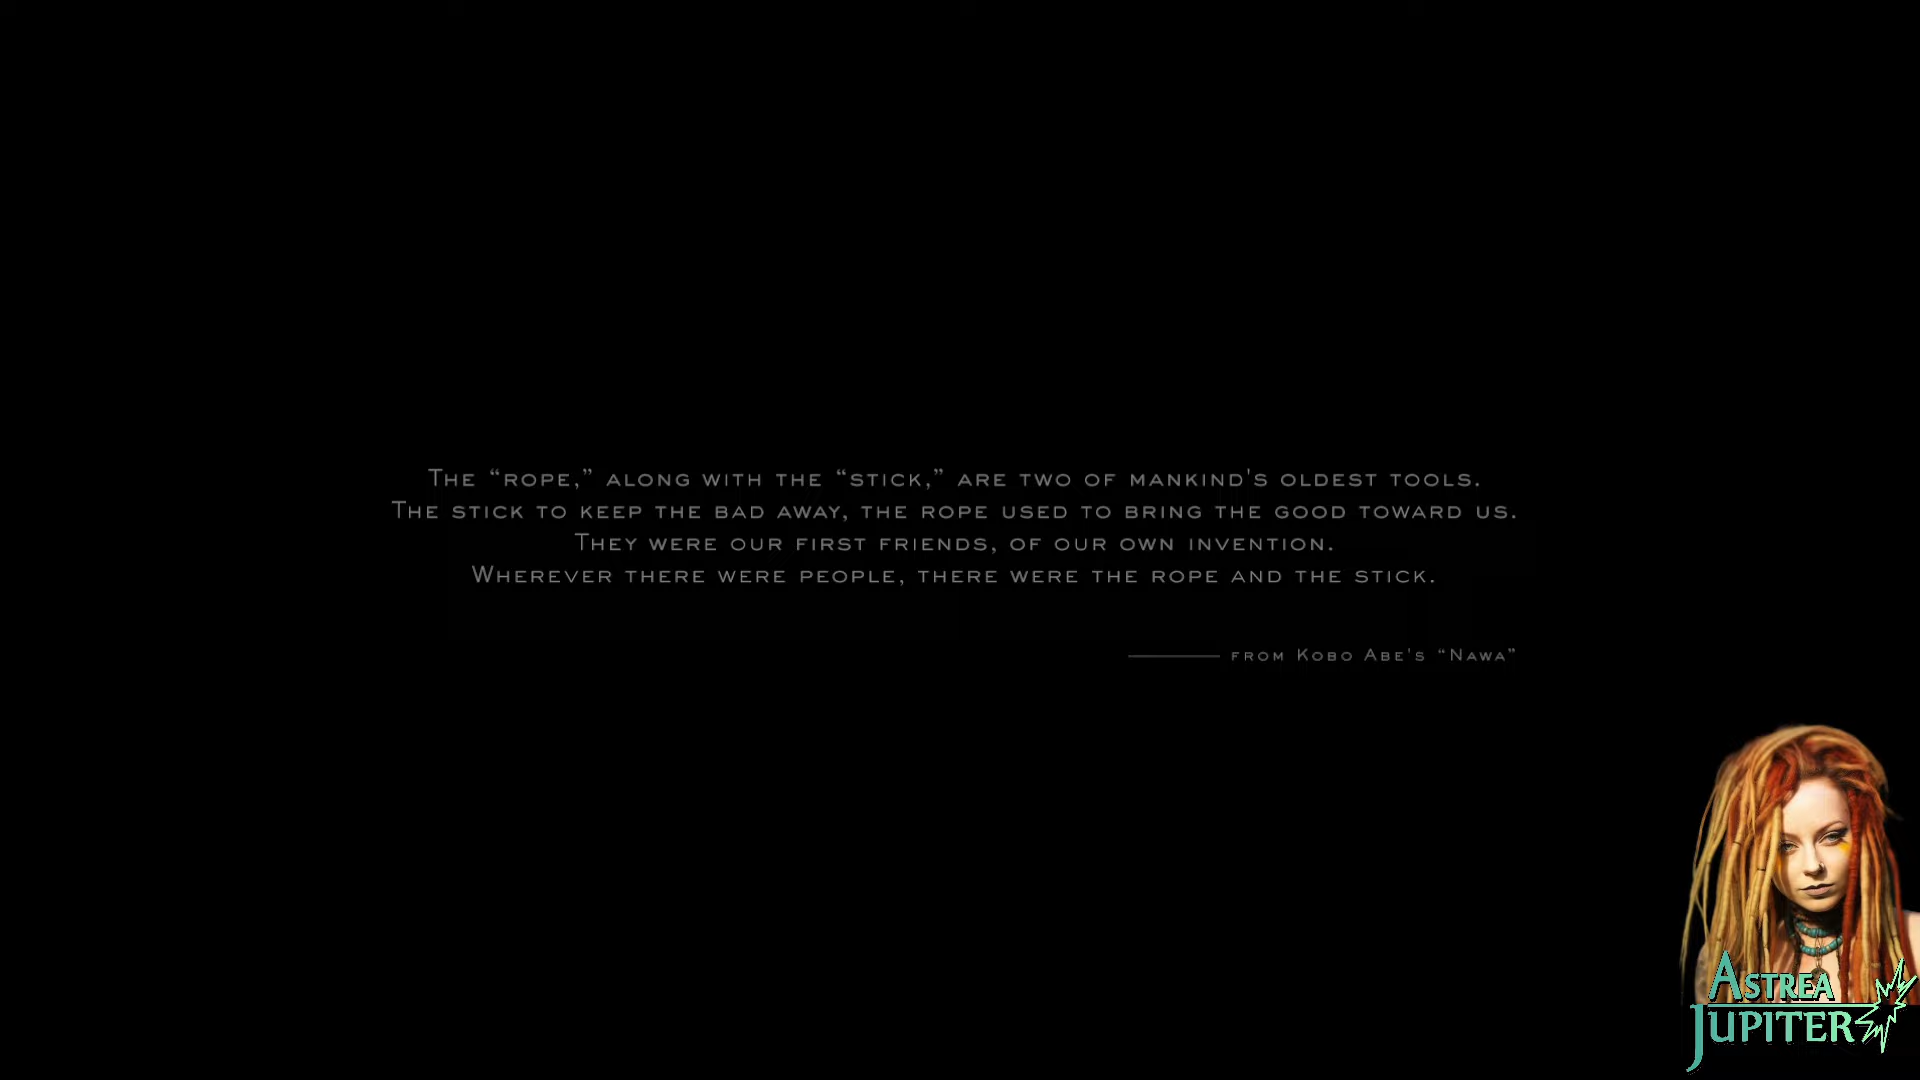 The “rope,” along with the “stick,” are two of mankind's oldest tools.
The stick to keep the bad away, the rope used to bring the good toward us.
They were our first friends, of our own invention.
Wherever there were people, there were the rope and the stick.
from Kobo Abe's “Nawa”
Astrea
Jupiter